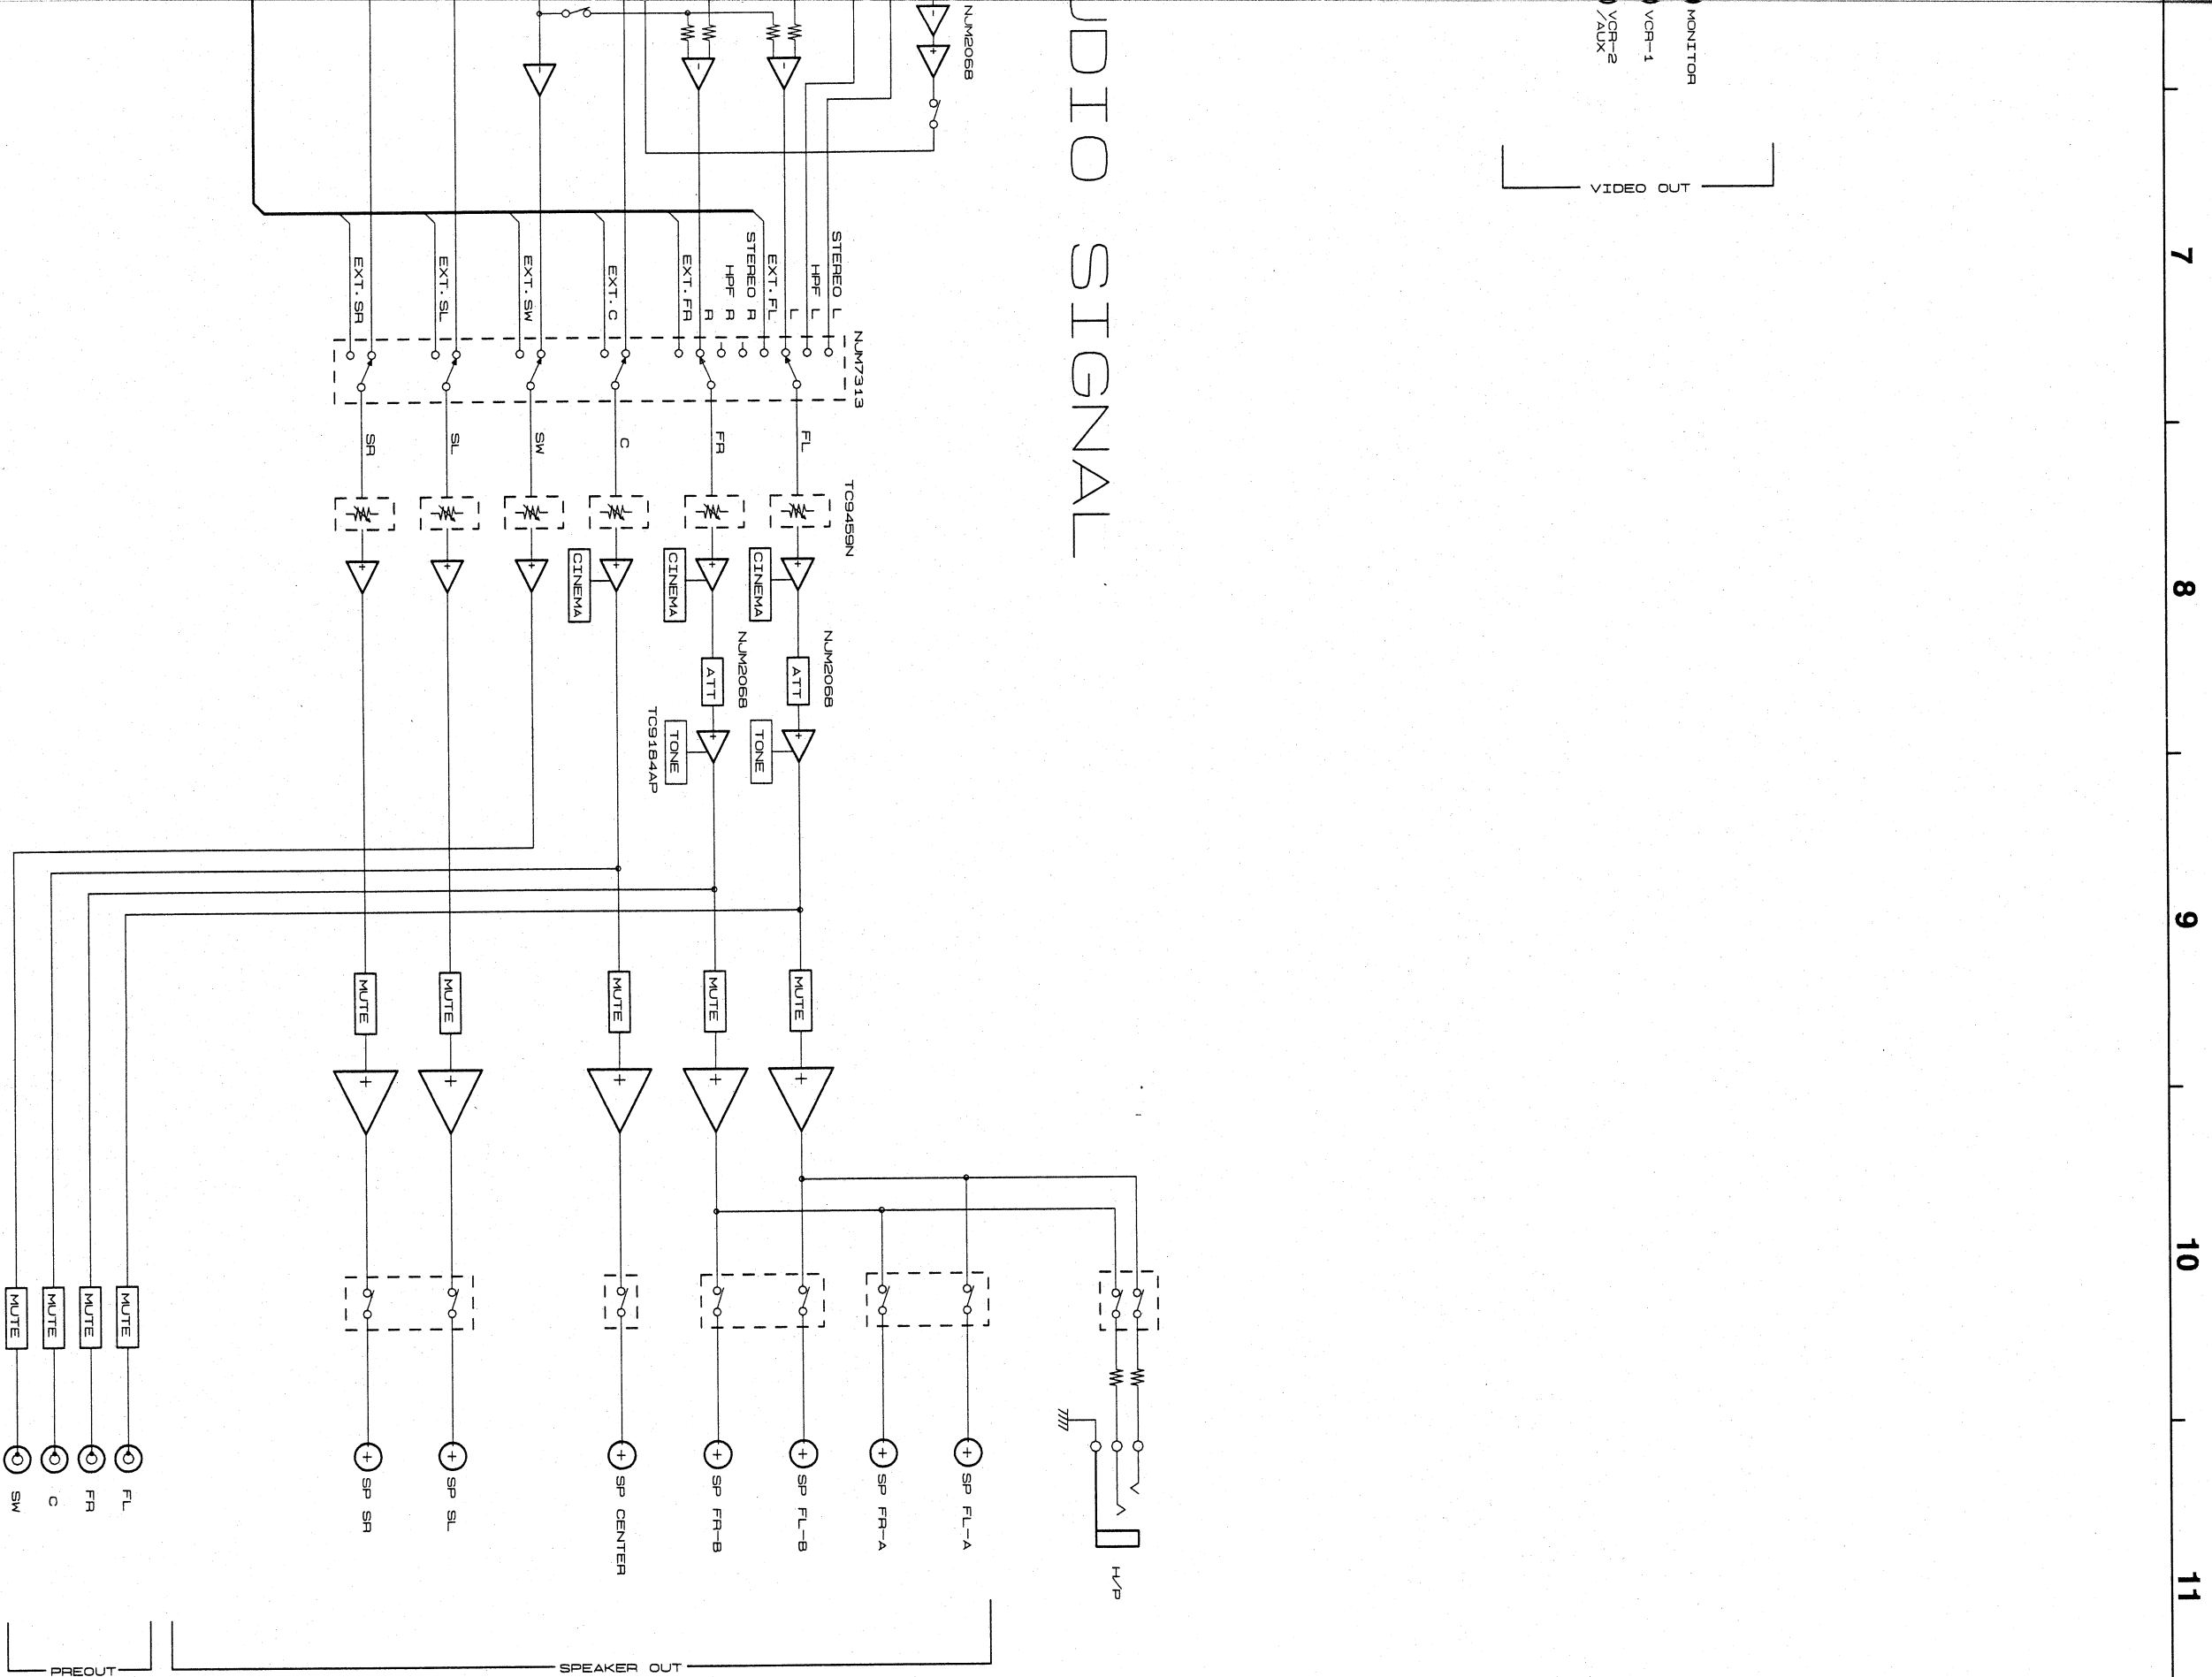 MONITOR
VCR-1
VCR-2
/AUX
VIDEO OUT
UDIO SIGNAL
NJM2068
STEREO L
HPF L
L
EXT.FL
STEREO R
HPF R
R
EXT.FR
EXT.C
EXT.SW
EXT.SL
EXT.SR
NJM7313
FL
FR
C
SW
SL
SR
TC9459N
CINEMA
CINEMA
CINEMA
NJM2068
NJM2068
ATT
ATT
TONE
TONE
TC9184AP
MUTE
MUTE
MUTE
MUTE
MUTE
MUTE
MUTE
MUTE
MUTE
H/P
SP FL-A
SP FR-A
SP FL-B
SP FR-B
SP CENTER
SP SL
SP SR
FL
FR
C
SW
SPEAKER OUT
PREOUT
7
8
9
10
11